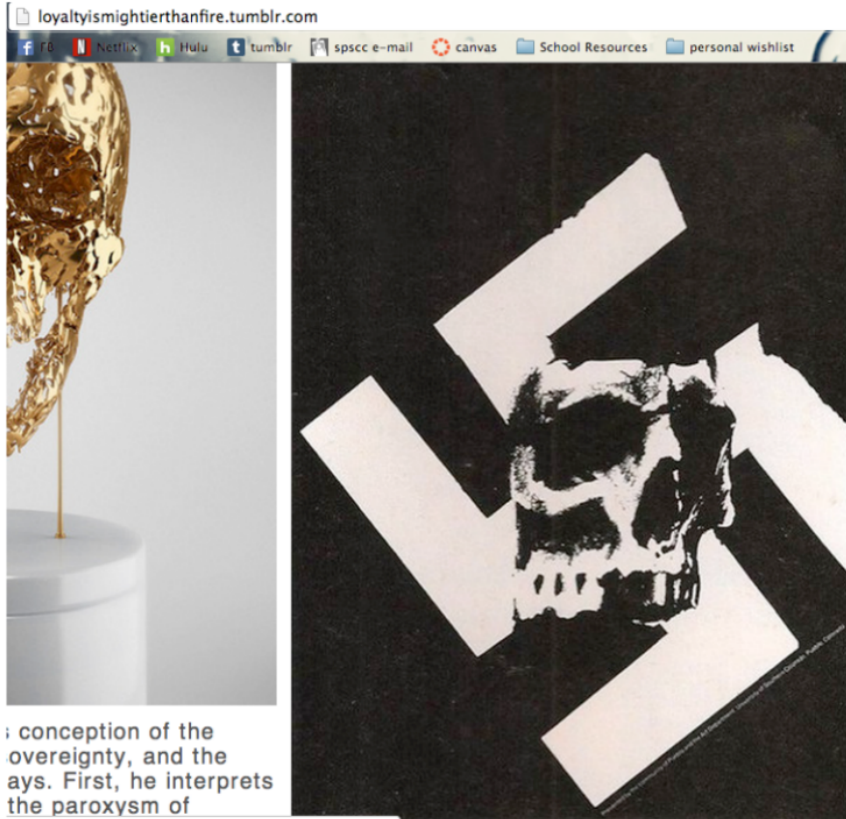 loyaltyismightierthanfire.tumblr.com
f FB N Netflix h Hulu t tumblr spscc e-mail canvas School Resources personal wishlist
conception of the
overeignty, and the
ays. First, he interprets
the paroxysm of